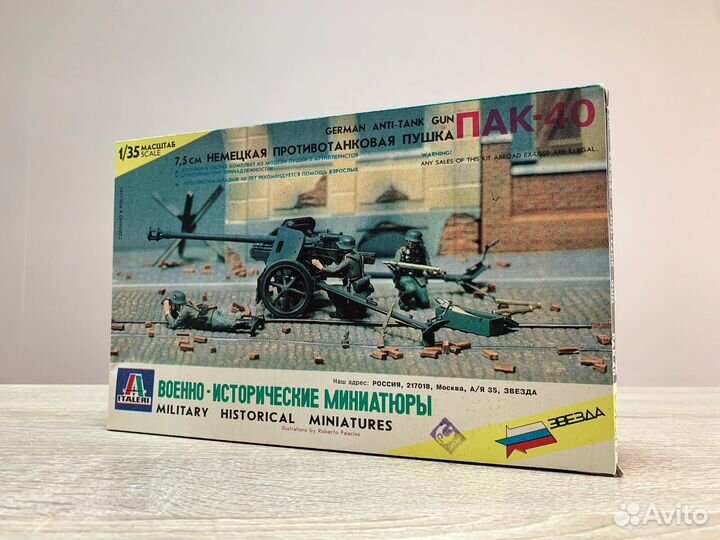 1/35 МАСШТАБ
SCALE
GERMAN ANTI-TANK GUN
7,5 см НЕМЕЦКАЯ ПРОТИВОТАНКОВАЯ ПУШКА
ПАК-40
WARNING!
ANY SALES OF THIS KIT ABROAD EX-USSR ARE ILLEGAL.
СДЕЛАНО В РОССИИ
Наш адрес: РОССИЯ, 217018, Москва, А/Я 35, ЗВЕЗДА
ITALERI
ВОЕННО-ИСТОРИЧЕСКИЕ МИНИАТЮРЫ
MILITARY HISTORICAL MINIATURES
Illustrations by Roberto Palacios
ЗВЕЗДА
Avito